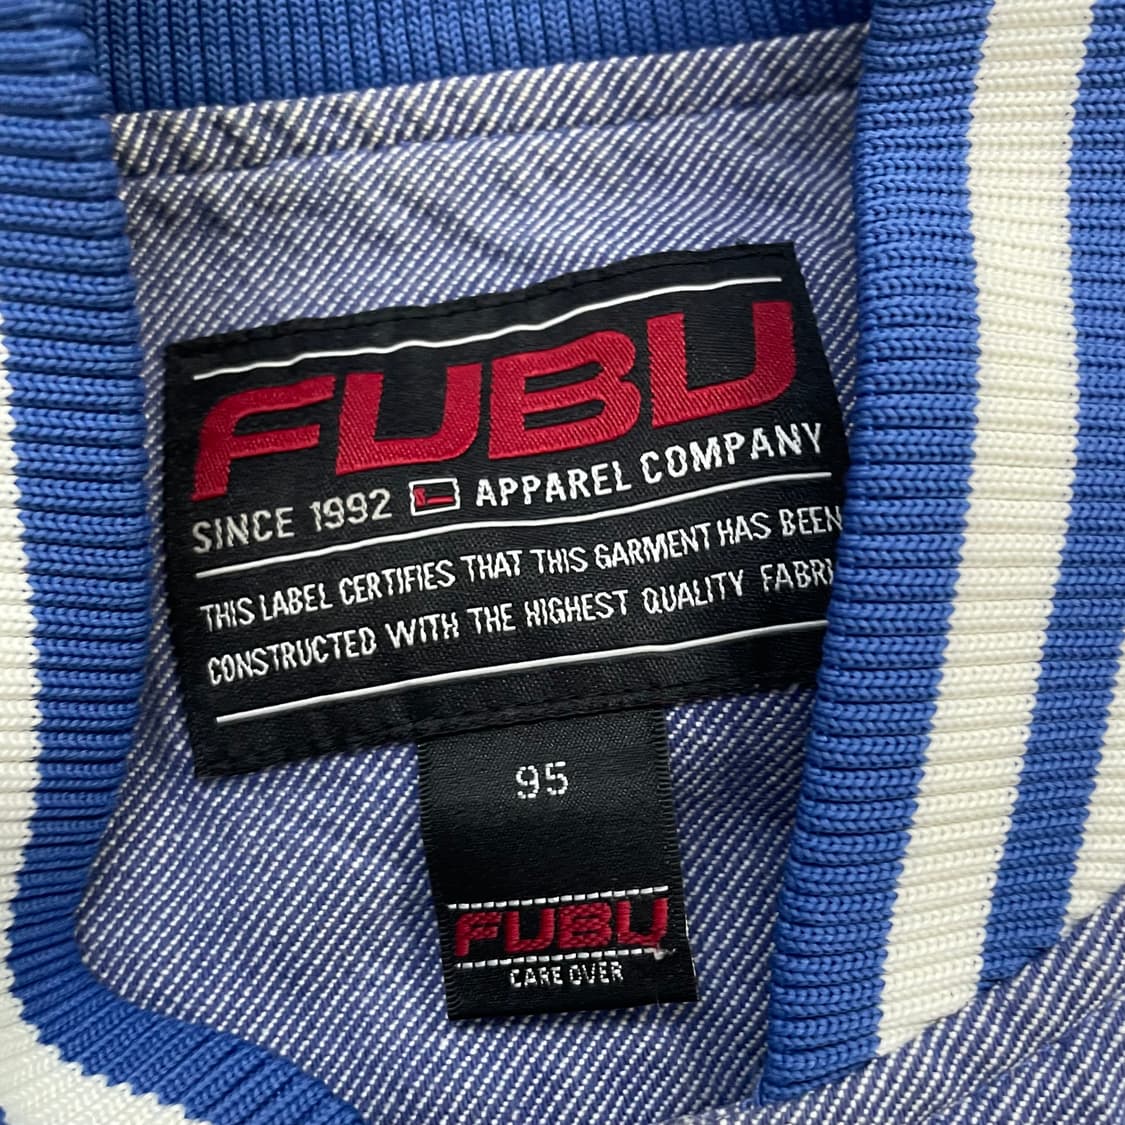 FUBU
SINCE 1992 APPAREL COMPANY
THIS LABEL CERTIFIES THAT THIS GARMENT HAS BEEN
CONSTRUCTED WITH THE HIGHEST QUALITY
95
FUBU
CARE OVER